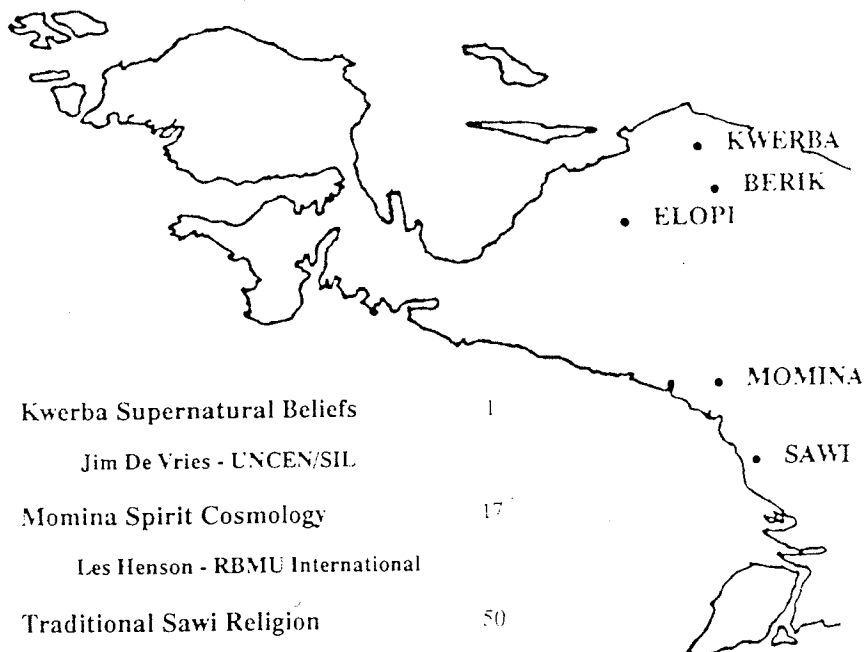 KWERBA
BERIK
ELOPI
MOMINA
SAWI
Kwerba Supernatural Beliefs 1
Jim De Vries - UNCEN/SIL
Momina Spirit Cosmology 17
Les Henson - RBMU International
Traditional Sawi Religion 50